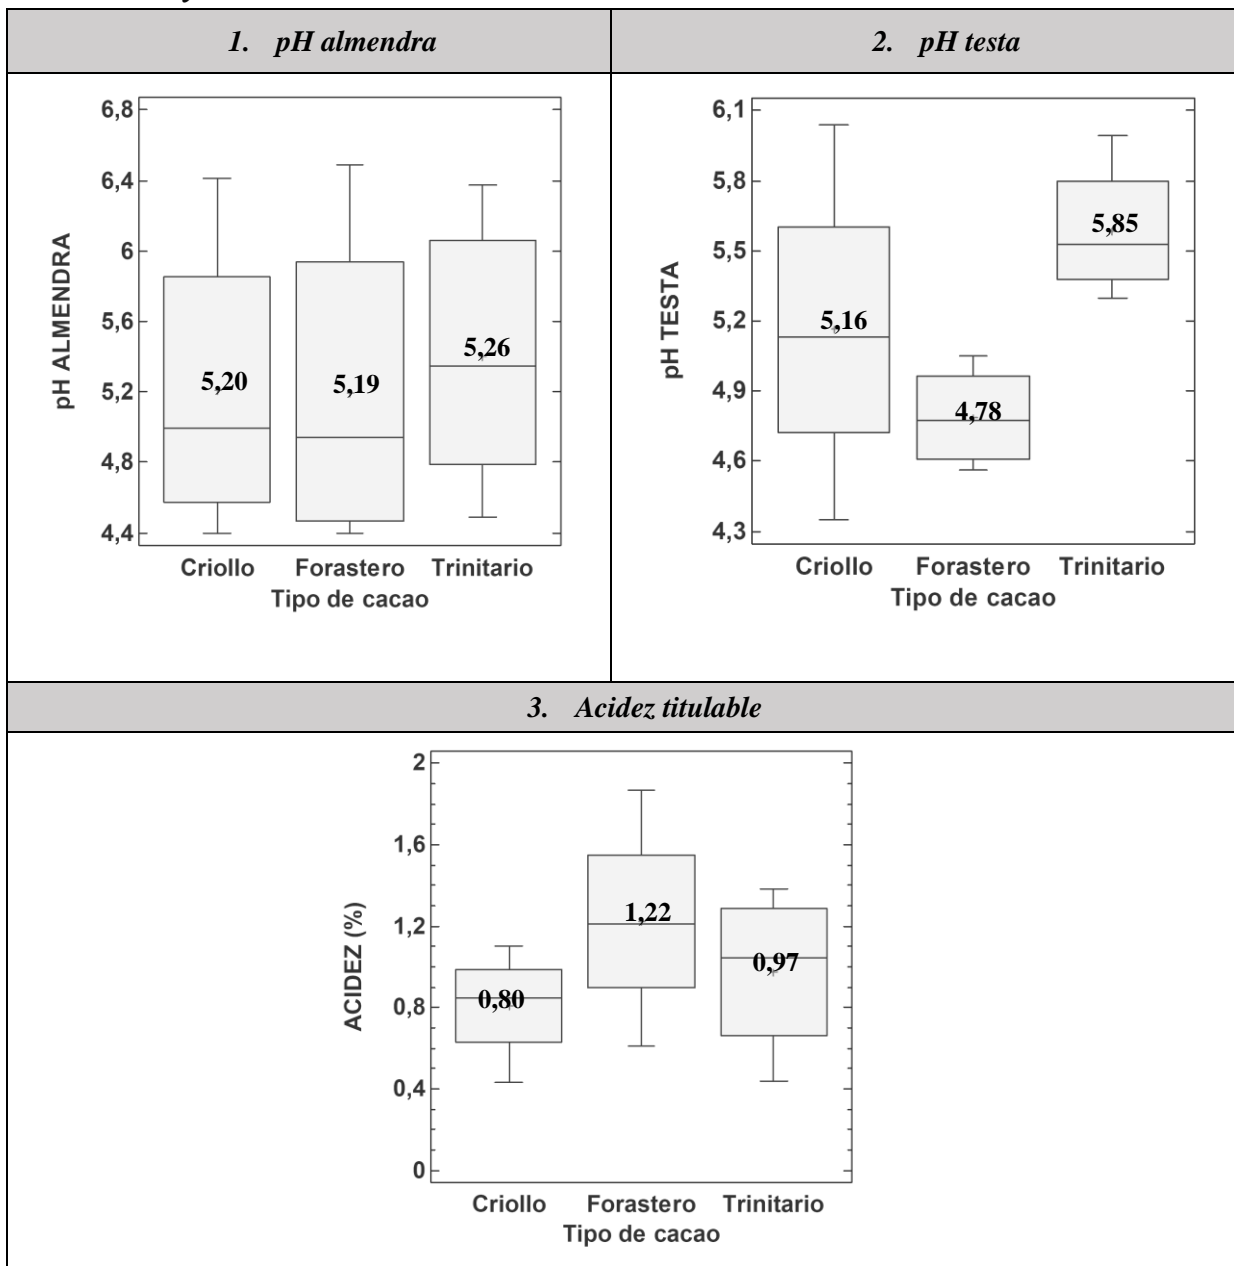 1. pH almendra
2. pH testa
6,8
6,4
6
5,6
5,2
4,8
4,4
pH ALMENDRA
5,20
5,19
5,26
Criollo Forastero Trinitario
Tipo de cacao
6,1
5,8
5,5
5,2
4,9
4,6
4,3
pH TESTA
5,16
4,78
5,85
Criollo Forastero Trinitario
Tipo de cacao
3. Acidez titulable
2
1,6
1,2
0,8
0,4
0
ACIDEZ (%)
0,80
1,22
0,97
Criollo Forastero Trinitario
Tipo de cacao